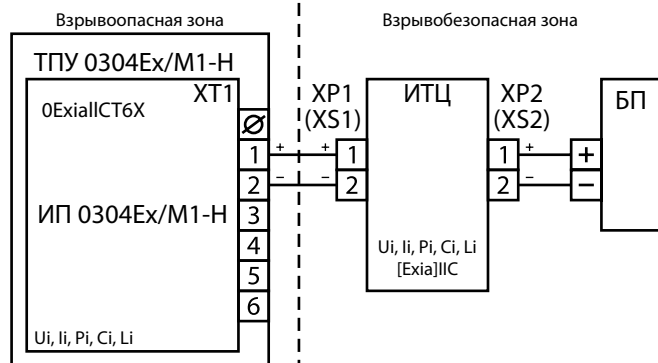 Взрывоопасная зона
Взрывобезопасная зона
ТПУ 0304Ex/М1-Н
0ExiaIICT6X
XT1
ИП 0304Ex/М1-Н
Ui, Ii, Pi, Ci, Li
1
2
3
4
5
6
+ +
– –
XP1
(XS1)
1
2
ИТЦ
Ui, Ii, Pi, Ci, Li
[Exia]IIC
XP2
(XS2)
1 +
2 –
БП
+
–